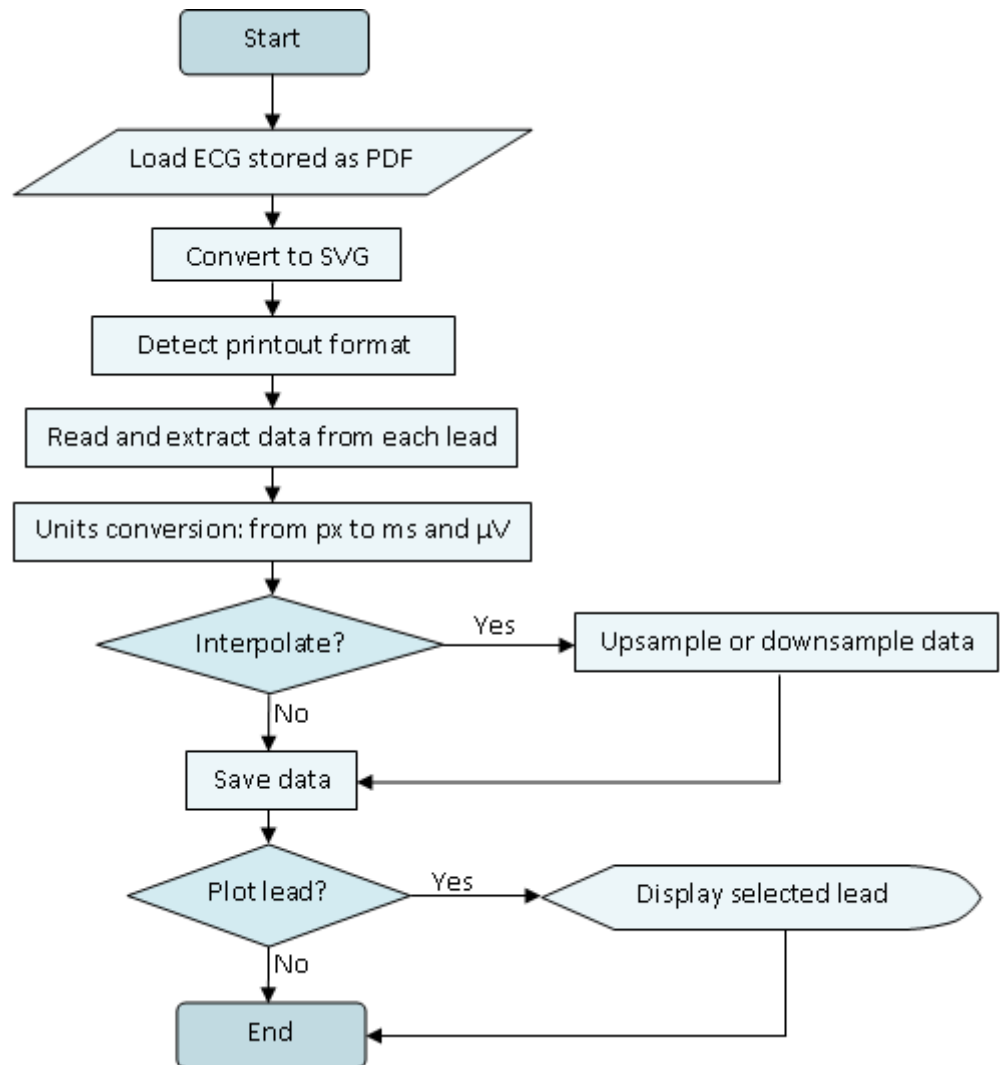 Start
Load ECG stored as PDF
Convert to SVG
Detect printout format
Read and extract data from each lead
Units conversion: from px to ms and µV
Interpolate?
Yes
Upsample or downsample data
No
Save data
Plot lead?
Yes
Display selected lead
No
End